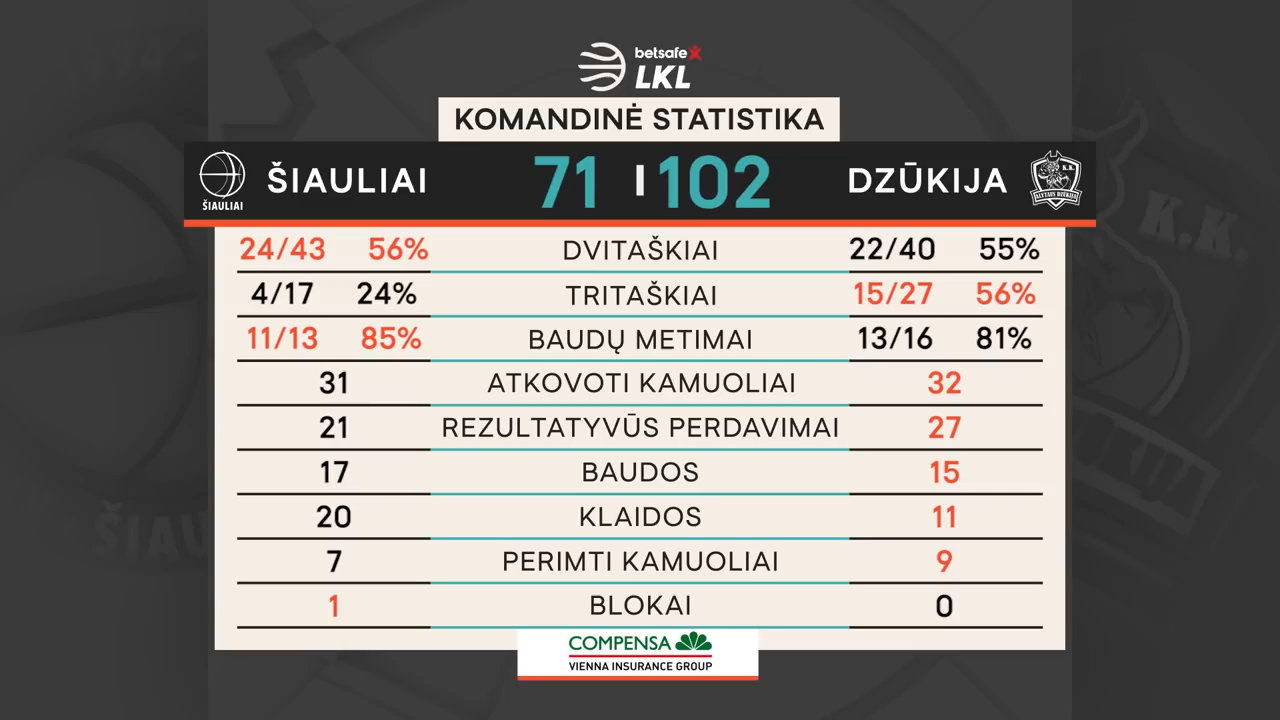 betsafe
LKL
KOMANDINĖ STATISTIKA
ŠIAULIAI
ŠIAULIAI 71 102 DZŪKIJA
K.K.
ALYTAUS DZŪKIJA
24/43 56% DVITAŠKIAI 22/40 55%
4/17 24% TRITAŠKIAI 15/27 56%
11/13 85% BAUDŲ METIMAI 13/16 81%
31 ATKOVOTI KAMUOLIAI 32
21 REZULTATYVŪS PERDAVIMAI 27
17 BAUDOS 15
20 KLAIDOS 11
7 PERIMTI KAMUOLIAI 9
1 BLOKAI 0
COMPENSA
VIENNA INSURANCE GROUP
K.K.